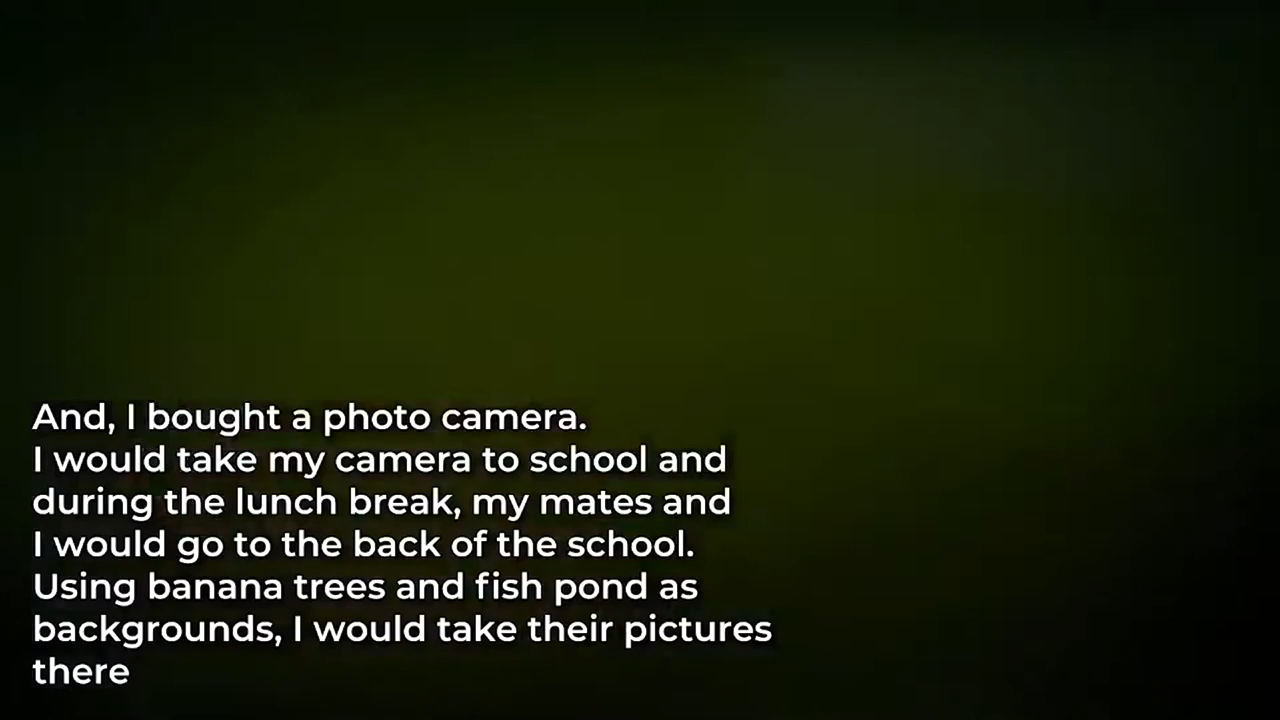 And, I bought a photo camera.
I would take my camera to school and
during the lunch break, my mates and
I would go to the back of the school.
Using banana trees and fish pond as
backgrounds, I would take their pictures
there